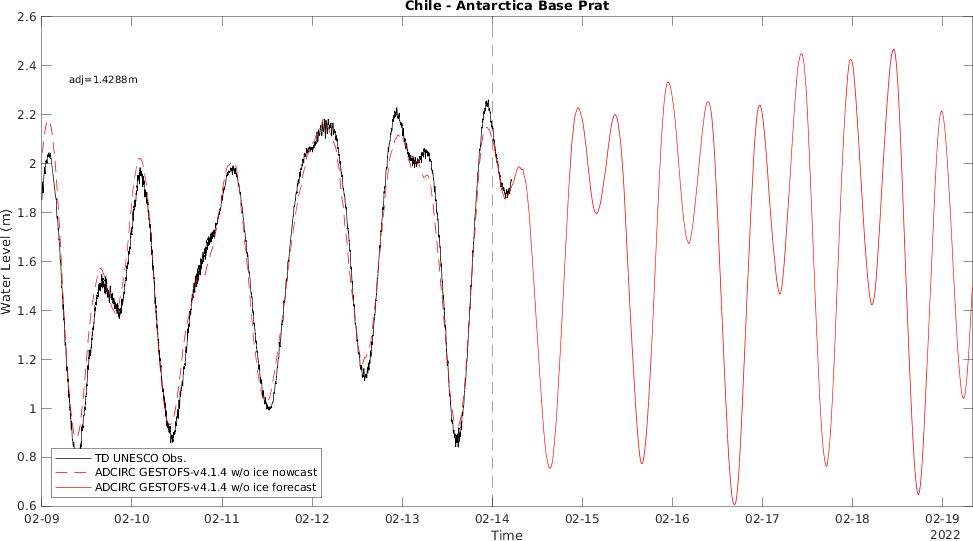 Chile - Antarctica Base Prat
2.6
2.4
2.2
2
1.8
1.6
1.4
1.2
1
0.8
0.6
Water Level (m)
adj=1.4288m
TD UNESCO Obs.
ADCIRC GESTOFS-v4.1.4 w/o ice nowcast
ADCIRC GESTOFS-v4.1.4 w/o ice forecast
02-09 02-10 02-11 02-12 02-13 02-14 02-15 02-16 02-17 02-18 02-19
Time
2022